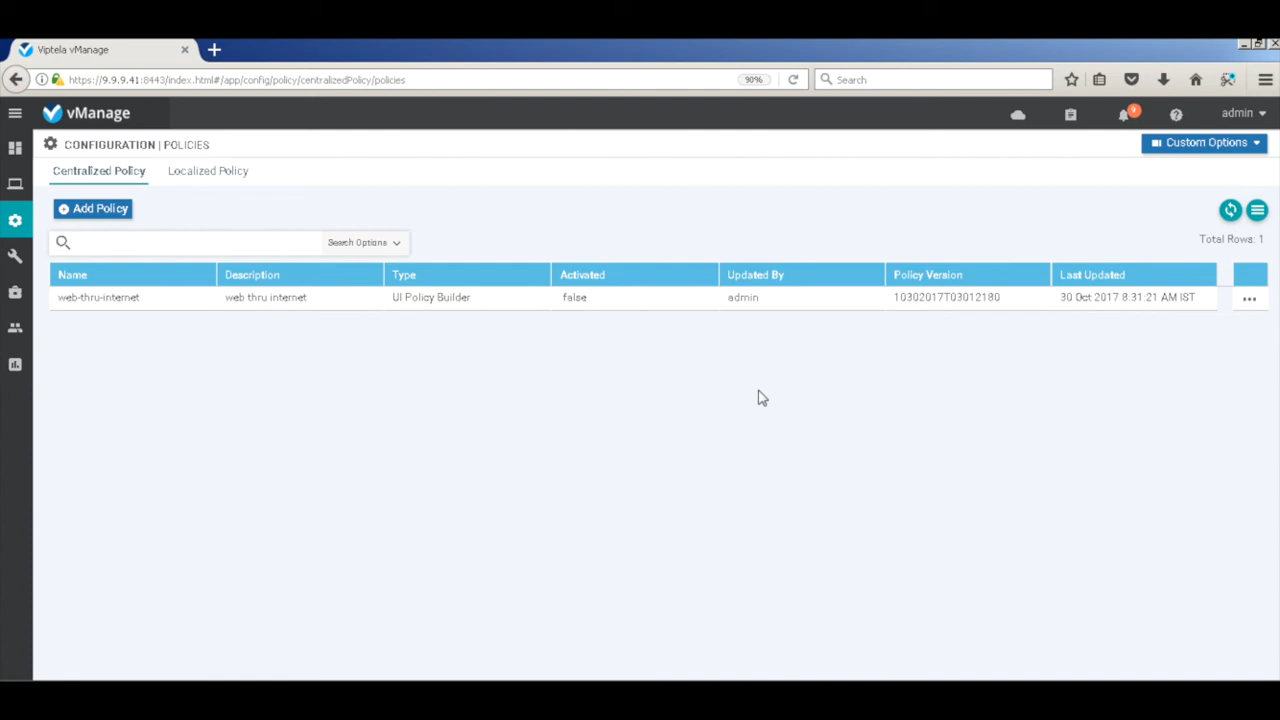 Viptela vManage
https://9.9.9.41:8443/index.html#/app/config/policy/centralizedPolicy/policies
90%
Search
vManage
9
admin
CONFIGURATION | POLICIES
Custom Options
Centralized Policy Localized Policy
Add Policy
Search Options
Total Rows: 1
Name Description Type Activated Updated By Policy Version Last Updated
web-thru-internet web thru internet UI Policy Builder false admin 10302017T03012180 30 Oct 2017 8:31:21 AM IST